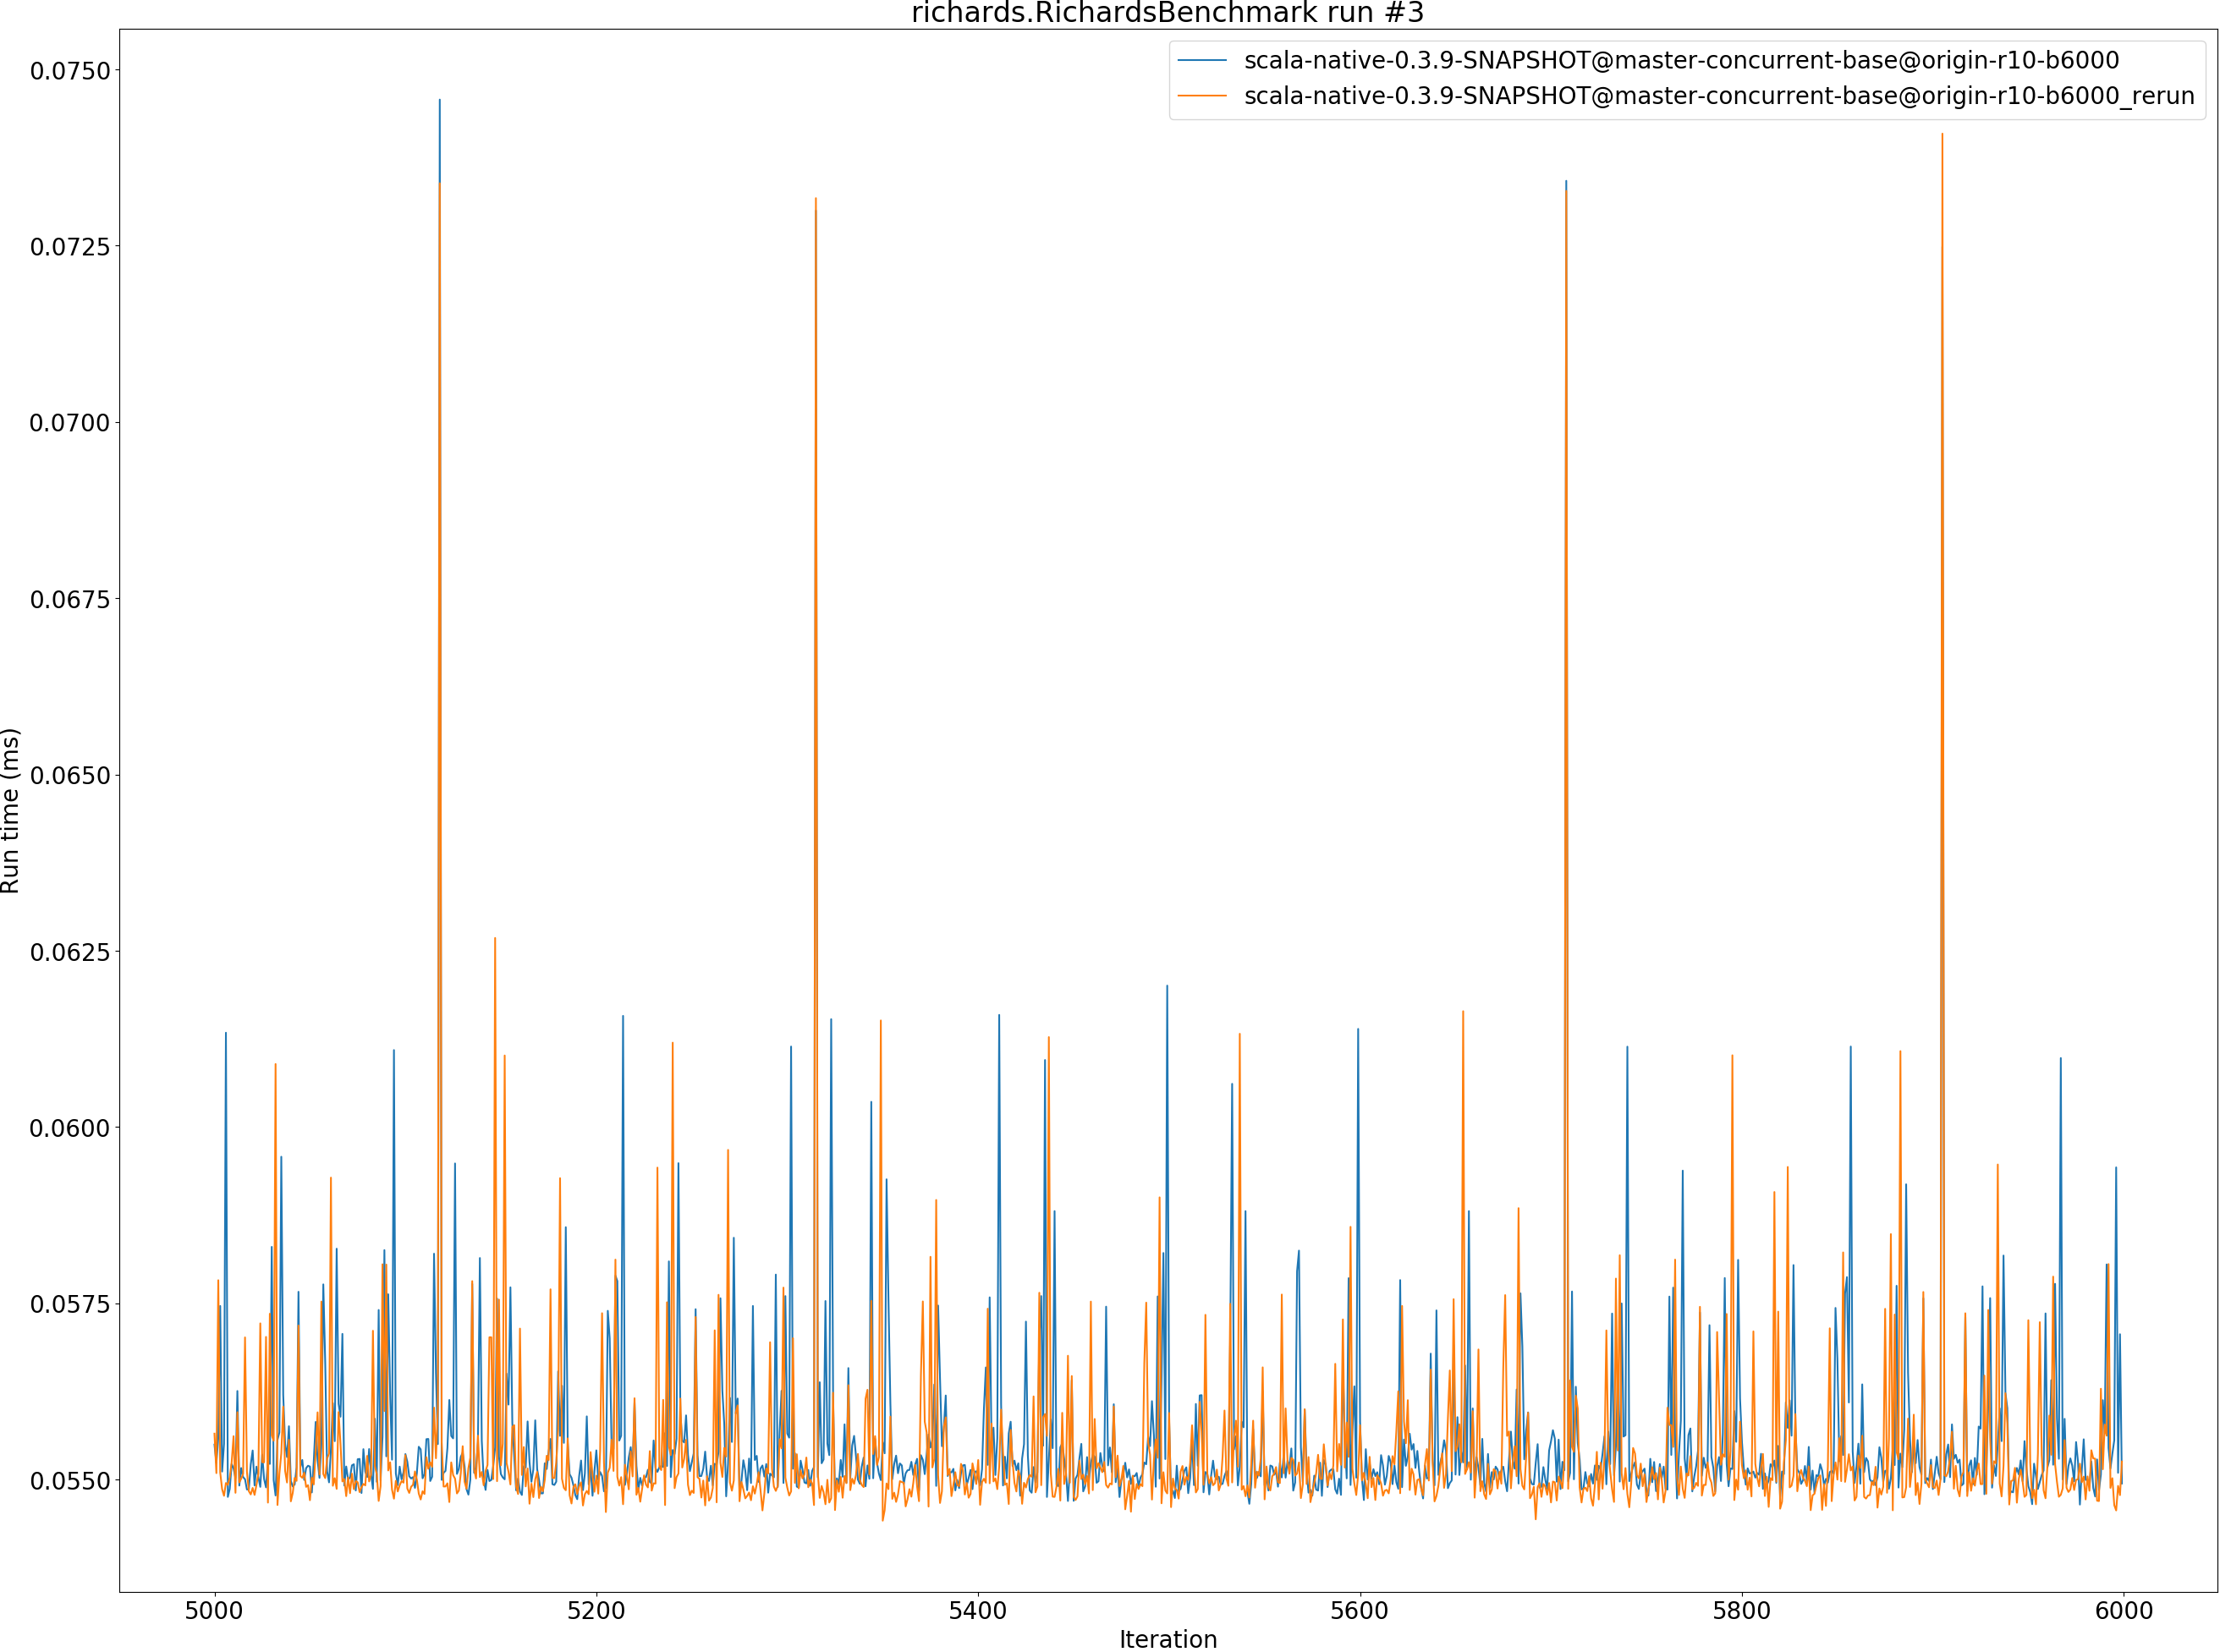 richards.RichardsBenchmark run #3
scala-native-0.3.9-SNAPSHOT@master-concurrent-base@origin-r10-b6000
scala-native-0.3.9-SNAPSHOT@master-concurrent-base@origin-r10-b6000_rerun
0.0750
0.0725
0.0700
0.0675
0.0650
0.0625
0.0600
0.0575
0.0550
Run time (ms)
5000 5200 5400 5600 5800 6000
Iteration